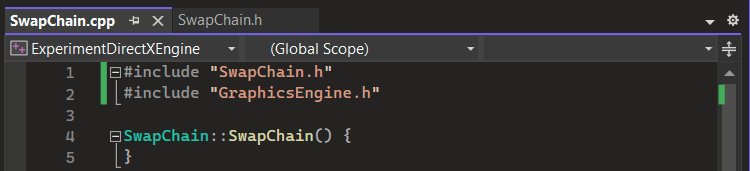 SwapChain.cpp SwapChain.h
ExperimentDirectXEngine (Global Scope)
1 #include "SwapChain.h"
2 #include "GraphicsEngine.h"
3
4 SwapChain::SwapChain() {
5 }